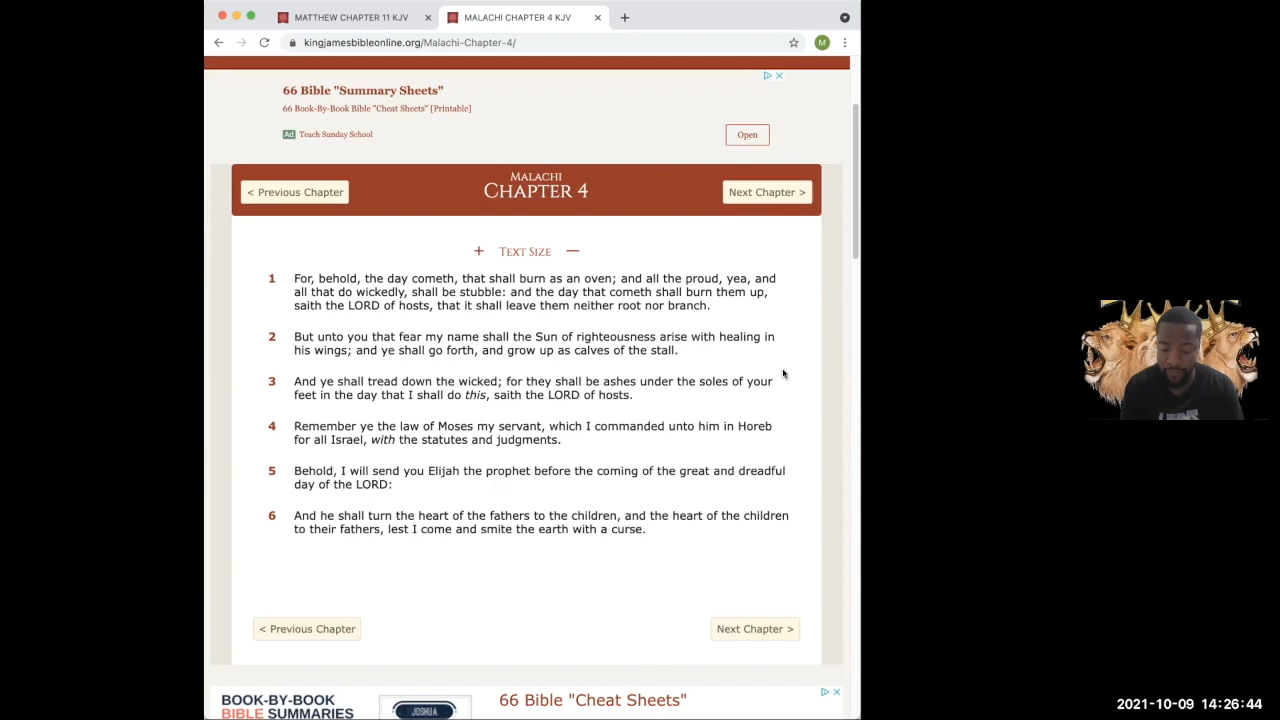 MATTHEW CHAPTER 11 KJV
MALACHI CHAPTER 4 KJV
kingjamesbibleonline.org/Malachi-Chapter-4/
M
66 Bible "Summary Sheets"
66 Book-By-Book Bible "Cheat Sheets" [Printable]
Ad Teach Sunday School
Open
< Previous Chapter
MALACHI
CHAPTER 4
Next Chapter >
+ TEXT SIZE —
1 For, behold, the day cometh, that shall burn as an oven; and all the proud, yea, and
all that do wickedly, shall be stubble: and the day that cometh shall burn them up,
saith the LORD of hosts, that it shall leave them neither root nor branch.
2 But unto you that fear my name shall the Sun of righteousness arise with healing in
his wings; and ye shall go forth, and grow up as calves of the stall.
3 And ye shall tread down the wicked; for they shall be ashes under the soles of your
feet in the day that I shall do this, saith the LORD of hosts.
4 Remember ye the law of Moses my servant, which I commanded unto him in Horeb
for all Israel, with the statutes and judgments.
5 Behold, I will send you Elijah the prophet before the coming of the great and dreadful
day of the LORD:
6 And he shall turn the heart of the fathers to the children, and the heart of the children
to their fathers, lest I come and smite the earth with a curse.
< Previous Chapter
Next Chapter >
BOOK-BY-BOOK
BIBLE SUMMARIES
JOSHUA
66 Bible "Cheat Sheets"
2021-10-09 14:26:44